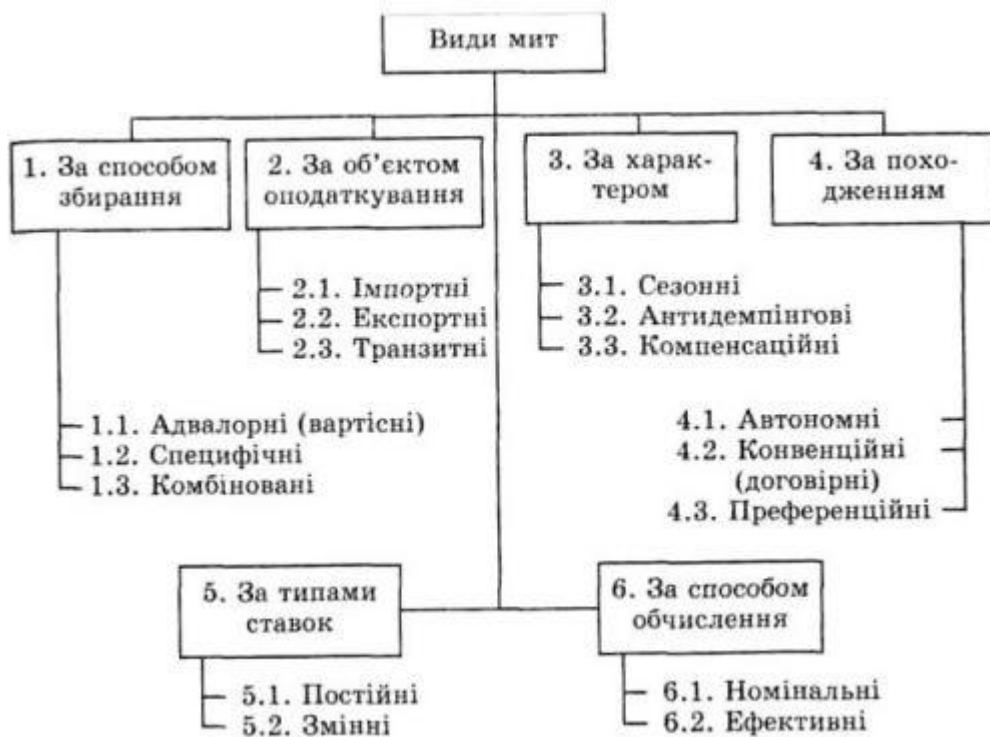 Види мит
1. За способом
збирання
2. За об’єктом
оподаткування
3. За харак-
тером
4. За похо-
дженням
2.1. Імпортні
2.2. Експортні
2.3. Транзитні
3.1. Сезонні
3.2. Антидемпінгові
3.3. Компенсаційні
1.1. Адвалорні (вартісні)
1.2. Специфічні
1.3. Комбіновані
4.1. Автономні
4.2. Конвенційні
(договірні)
4.3. Преференційні
5. За типами
ставок
6. За способом
обчислення
5.1. Постійні
5.2. Змінні
6.1. Номінальні
6.2. Ефективні